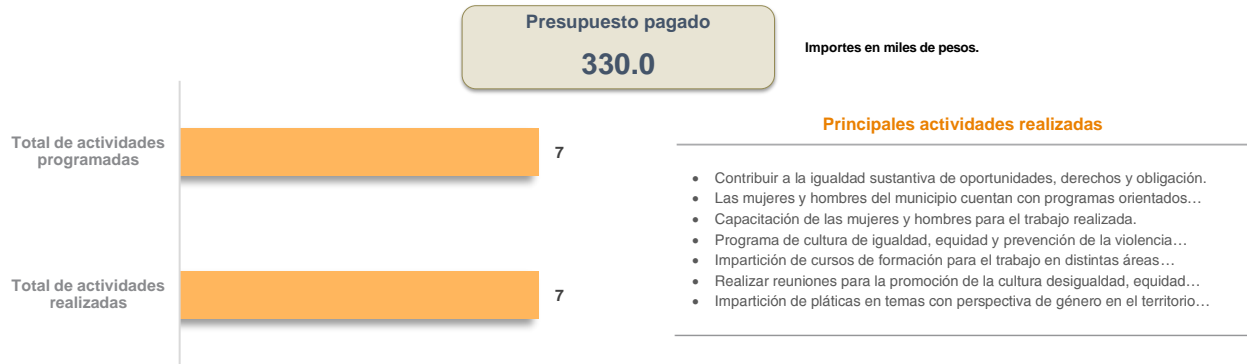 Presupuesto pagado
330.0
Importes en miles de pesos.
Total de actividades
programadas
7
Total de actividades
realizadas
7
Principales actividades realizadas
• Contribuir a la igualdad sustantiva de oportunidades, derechos y obligación.
• Las mujeres y hombres del municipio cuentan con programas orientados…
• Capacitación de las mujeres y hombres para el trabajo realizada.
• Programa de cultura de igualdad, equidad y prevención de la violencia…
• Impartición de cursos de formación para el trabajo en distintas áreas…
• Realizar reuniones para la promoción de la cultura desigualdad, equidad…
• Impartición de pláticas en temas con perspectiva de género en el territorio…